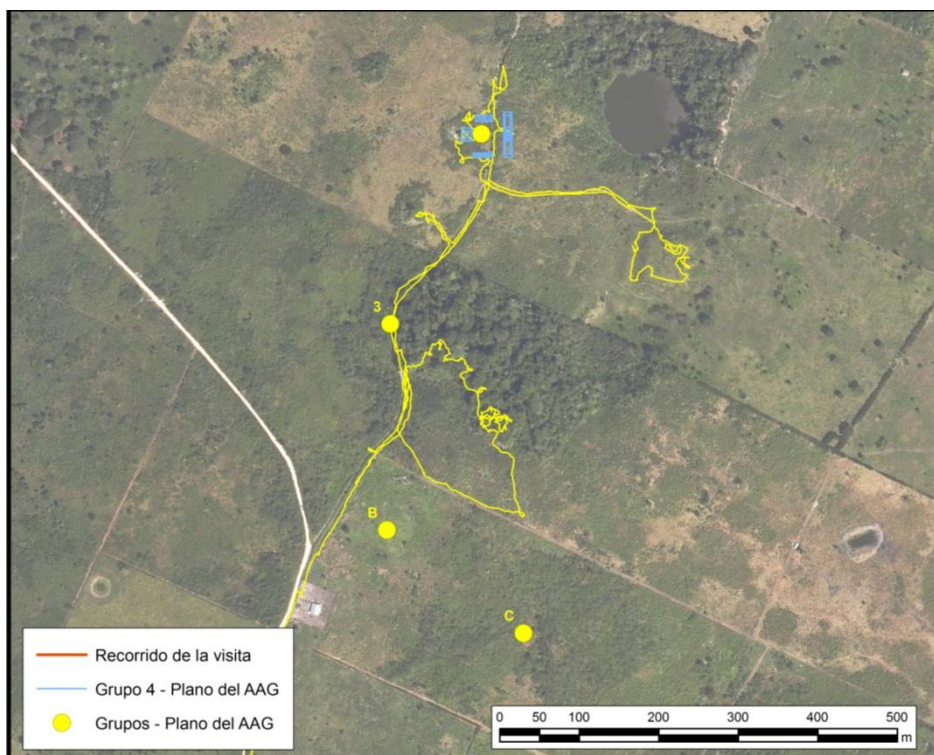 4
3
B
C
Recorrido de la visita
Grupo 4 - Plano del AAG
Grupos - Plano del AAG
0 50 100 200 300 400 500
m